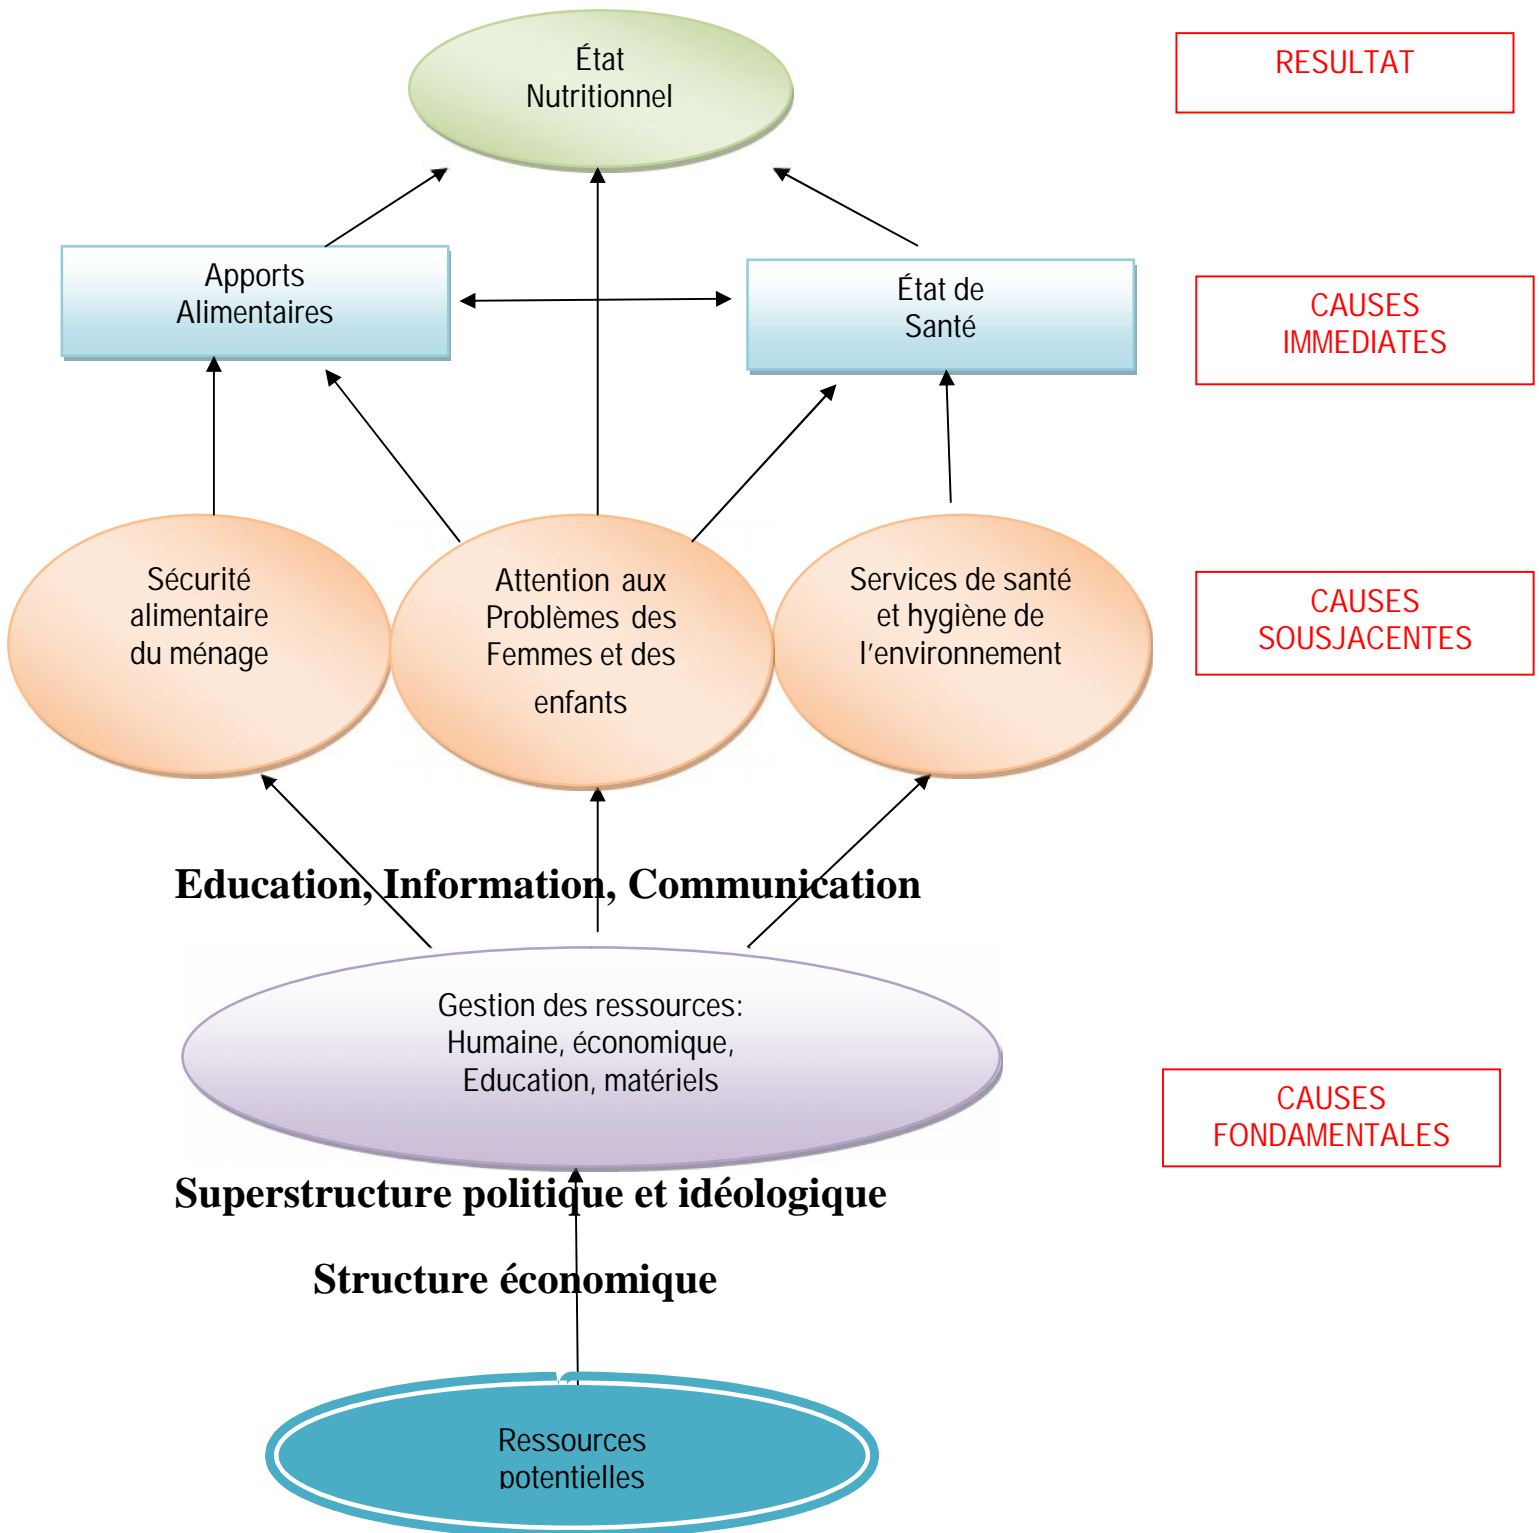 État
Nutritionnel
RESULTAT
Apports
Alimentaires
État de
Santé
CAUSES
IMMEDIATES
Sécurité
alimentaire
du ménage
Attention aux
Problèmes des
Femmes et des
enfants
Services de santé
et hygiène de
l'environnement
CAUSES
SOUSJACENTES
Education, Information, Communication
Gestion des ressources:
Humaine, économique,
Education, matériels
CAUSES
FONDAMENTALES
Superstructure politique et idéologique
Structure économique
Ressources
potentielles